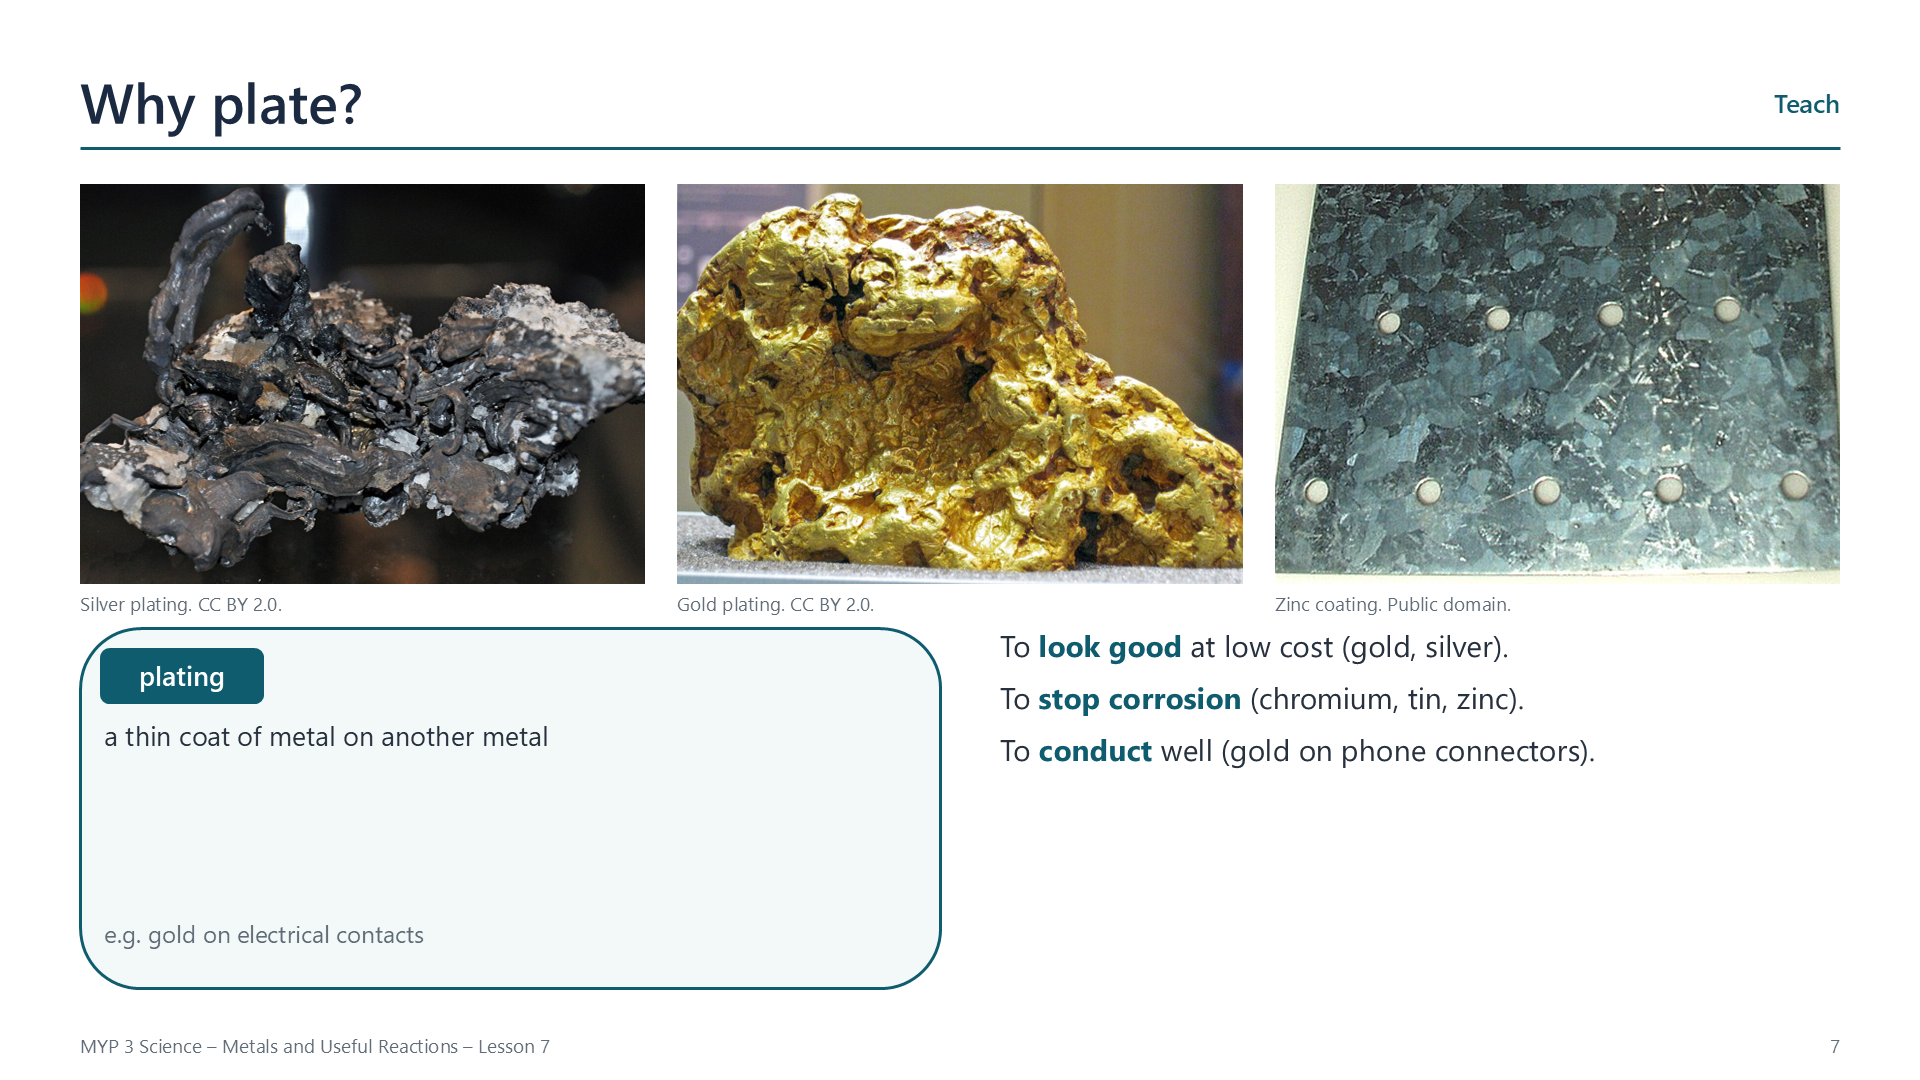 Why plate?
Teach
Silver plating. CC BY 2.0.
Gold plating. CC BY 2.0.
Zinc coating. Public domain.
plating
a thin coat of metal on another metal
e.g. gold on electrical contacts
To look good at low cost (gold, silver).
To stop corrosion (chromium, tin, zinc).
To conduct well (gold on phone connectors).
MYP 3 Science – Metals and Useful Reactions – Lesson 7
7